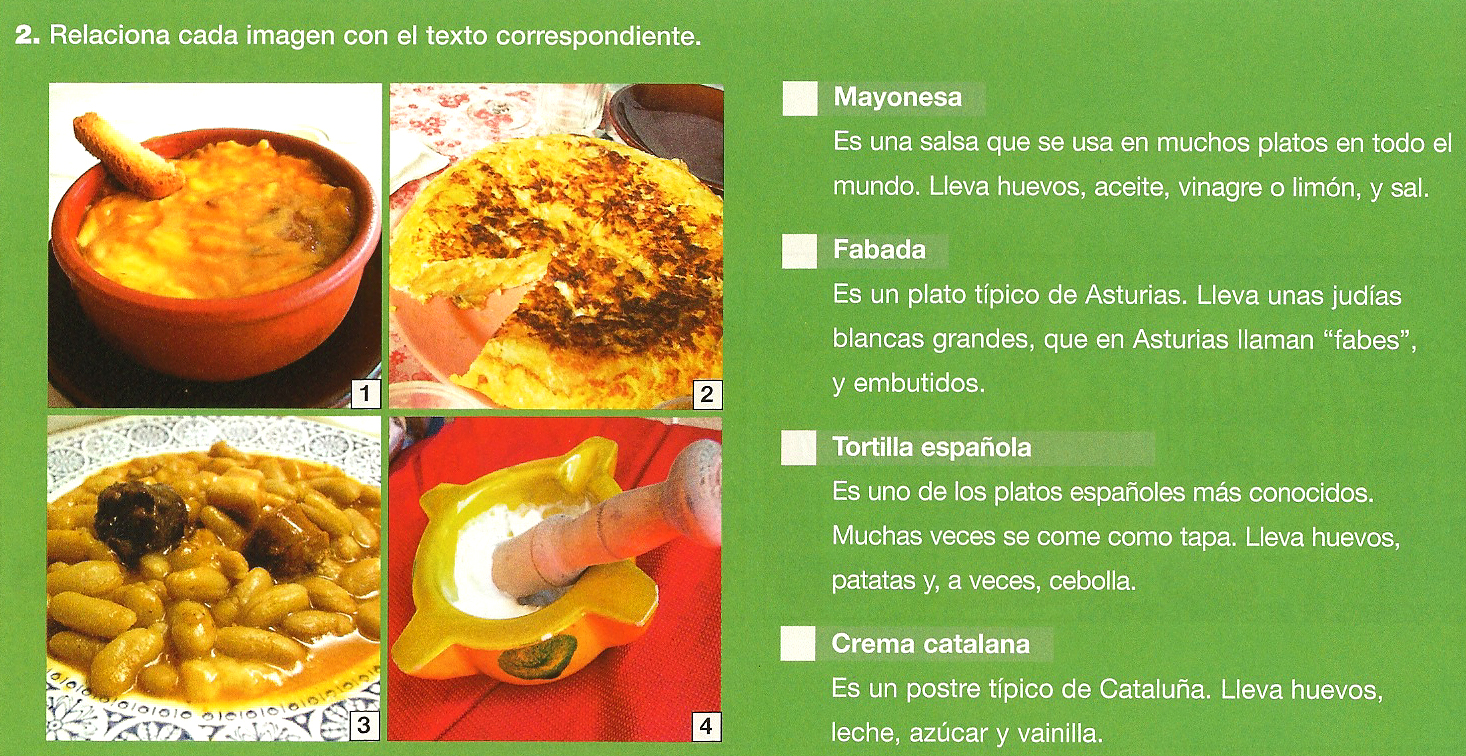 2. Relaciona cada imagen con el texto correspondiente.
1
2
3
4
Mayonesa
Es una salsa que se usa en muchos platos en todo el
mundo. Lleva huevos, aceite, vinagre o limón, y sal.
Fabada
Es un plato típico de Asturias. Lleva unas judías
blancas grandes, que en Asturias llaman “fabes”,
y embutidos.
Tortilla española
Es uno de los platos españoles más conocidos.
Muchas veces se come como tapa. Lleva huevos,
patatas y, a veces, cebolla.
Crema catalana
Es un postre típico de Cataluña. Lleva huevos,
leche, azúcar y vainilla.